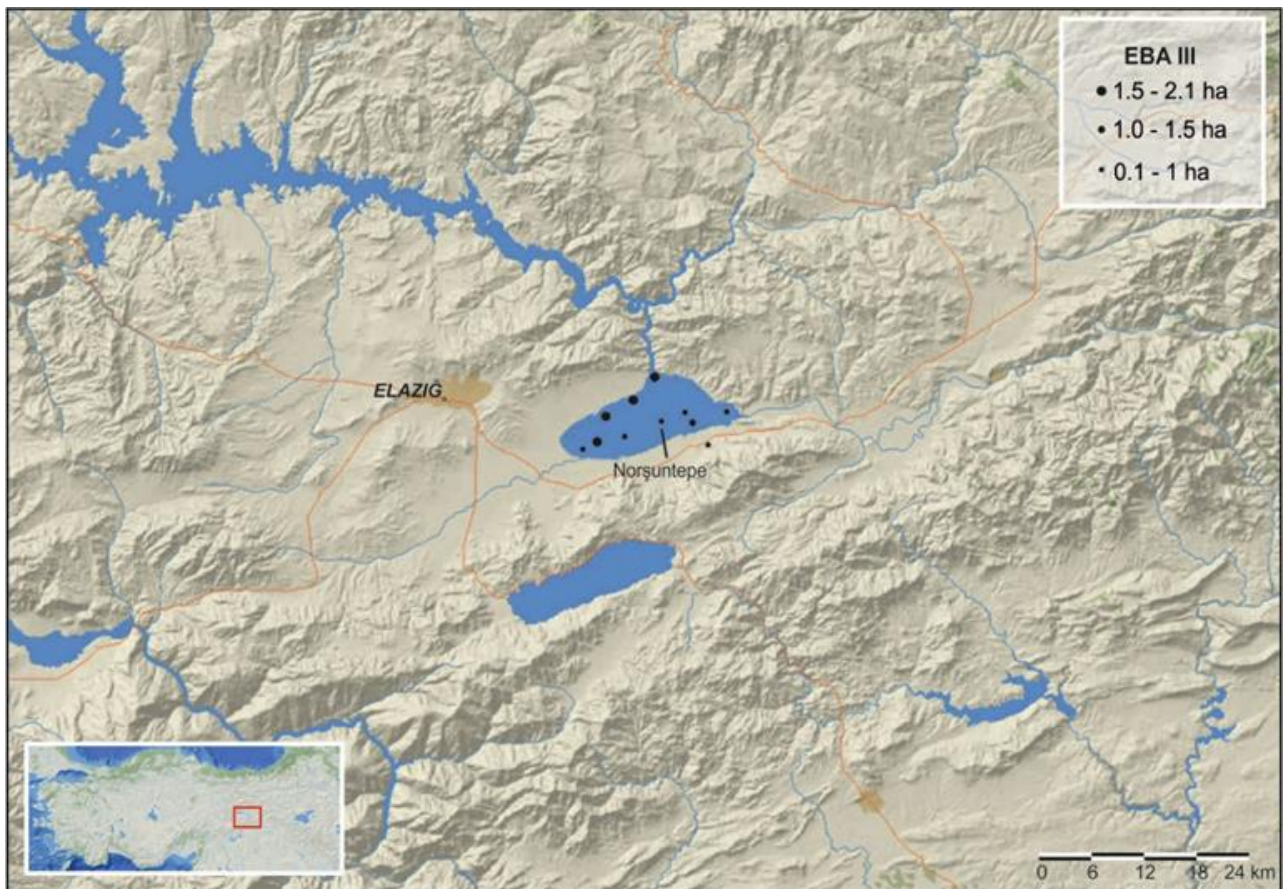 EBA III
1.5 - 2.1 ha
1.0 - 1.5 ha
0.1 - 1 ha
ELAZIĞ
Norşuntepe
0 6 12 18 24 km